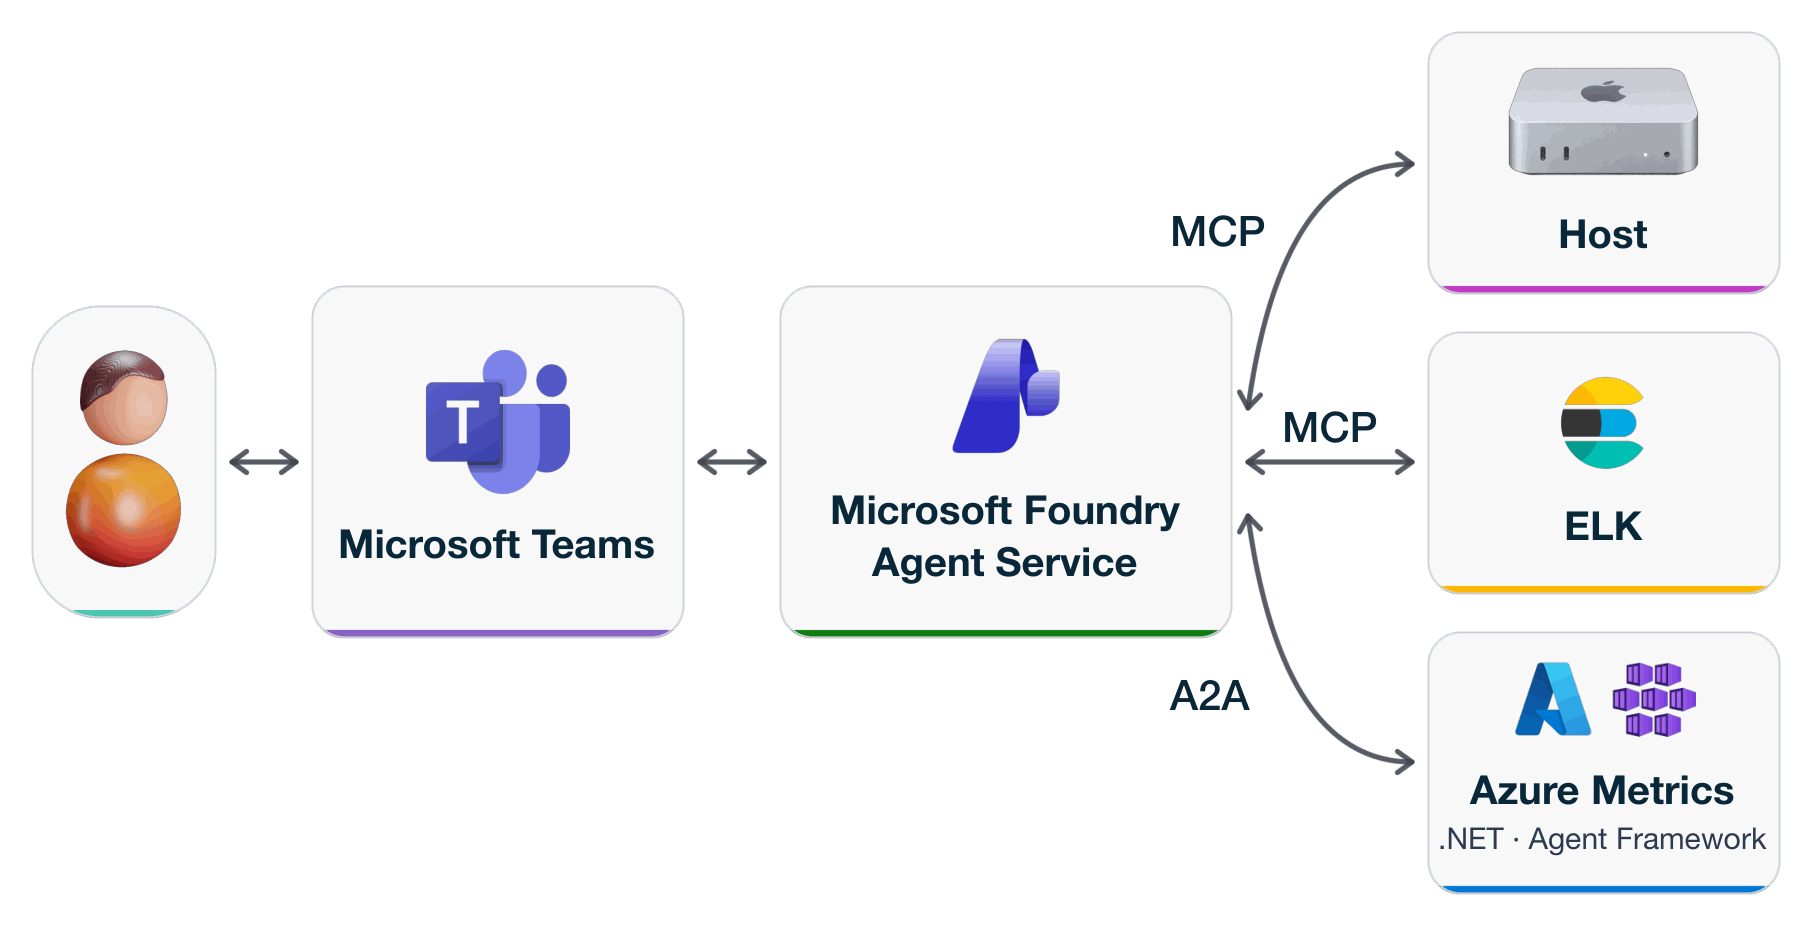 T
Microsoft Teams
Microsoft Foundry
Agent Service
MCP
MCP
A2A
Host
ELK
Azure Metrics
.NET · Agent Framework